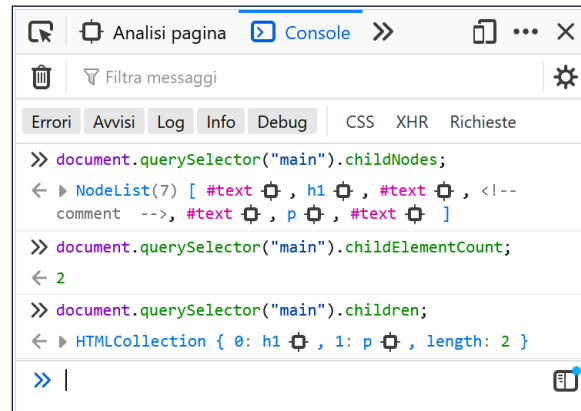 Analisi pagina Console
Filtra messaggi
Errori Avvisi Log Info Debug CSS XHR Richieste
document.querySelector("main").childNodes;
NodeList(7) [ #text , h1 , #text , <!--
comment -->, #text , p , #text ]
document.querySelector("main").childElementCount;
2
document.querySelector("main").children;
HTMLCollection { 0: h1 , 1: p , length: 2 }